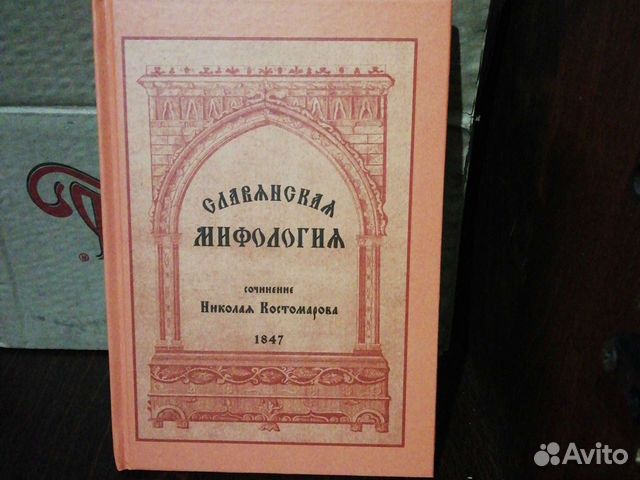 СЛАВЯНСКАЯ
МИФОЛОГИЯ
СОЧИНЕНИЕ
НИКОЛАЯ КОСТОМАРОВА
1847
®
Avito